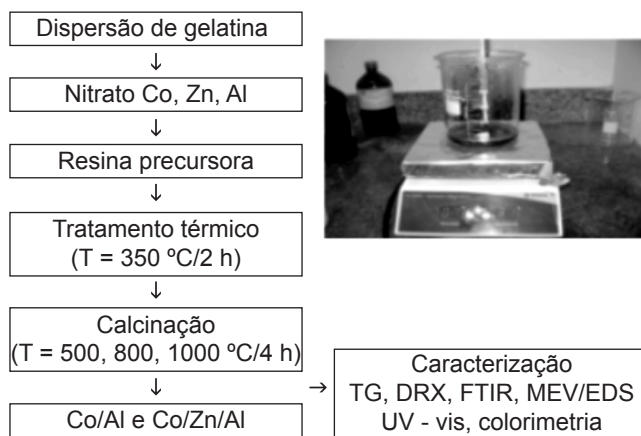 Dispersão de gelatina
↓
Nitrato Co, Zn, Al
↓
Resina precursora
↓
Tratamento térmico
(T = 350 ºC/2 h)
↓
Calcinação
(T = 500, 800, 1000 ºC/4 h)
↓
Co/Al e Co/Zn/Al
→
Caracterização
TG, DRX, FTIR, MEV/EDS
UV - vis, colorimetria